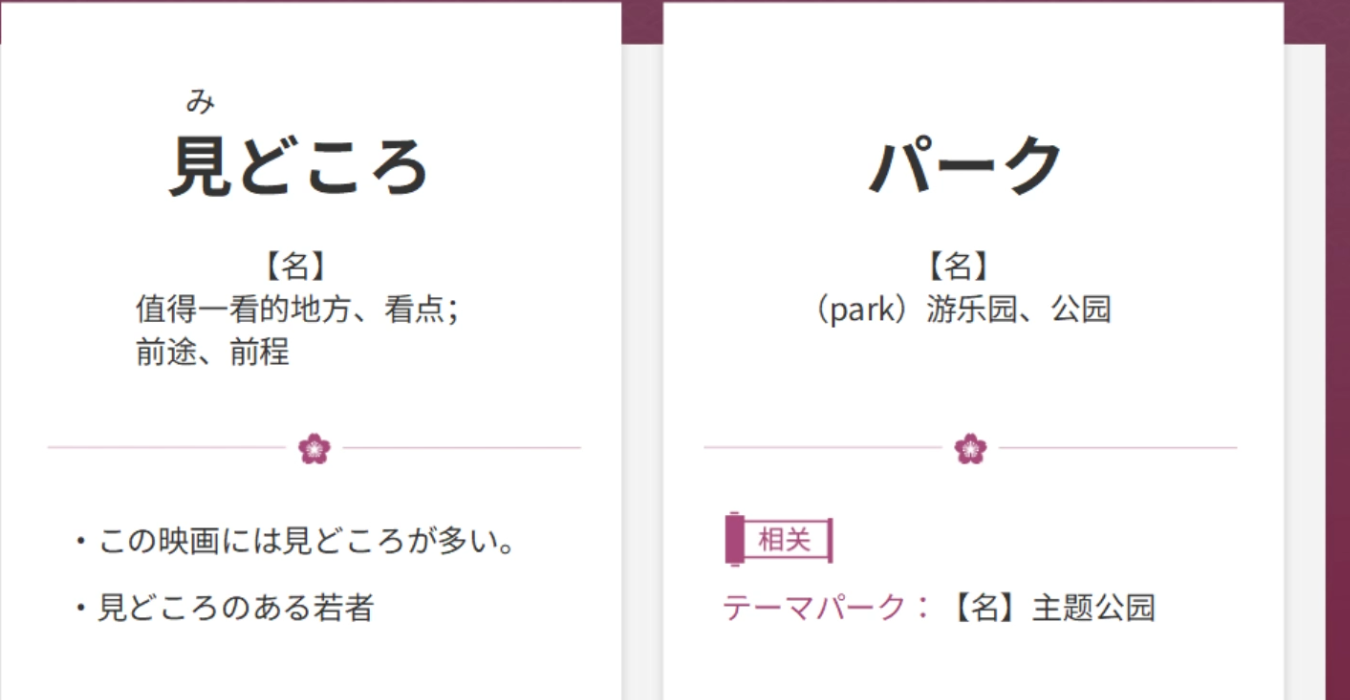 み
見どころ
【名】
值得一看的地方、看点；
前途、前程
・この映画には見どころが多い。
・見どころのある若者
パーク
【名】
（park）游乐园、公园
相关
テーマパーク：【名】主题公园